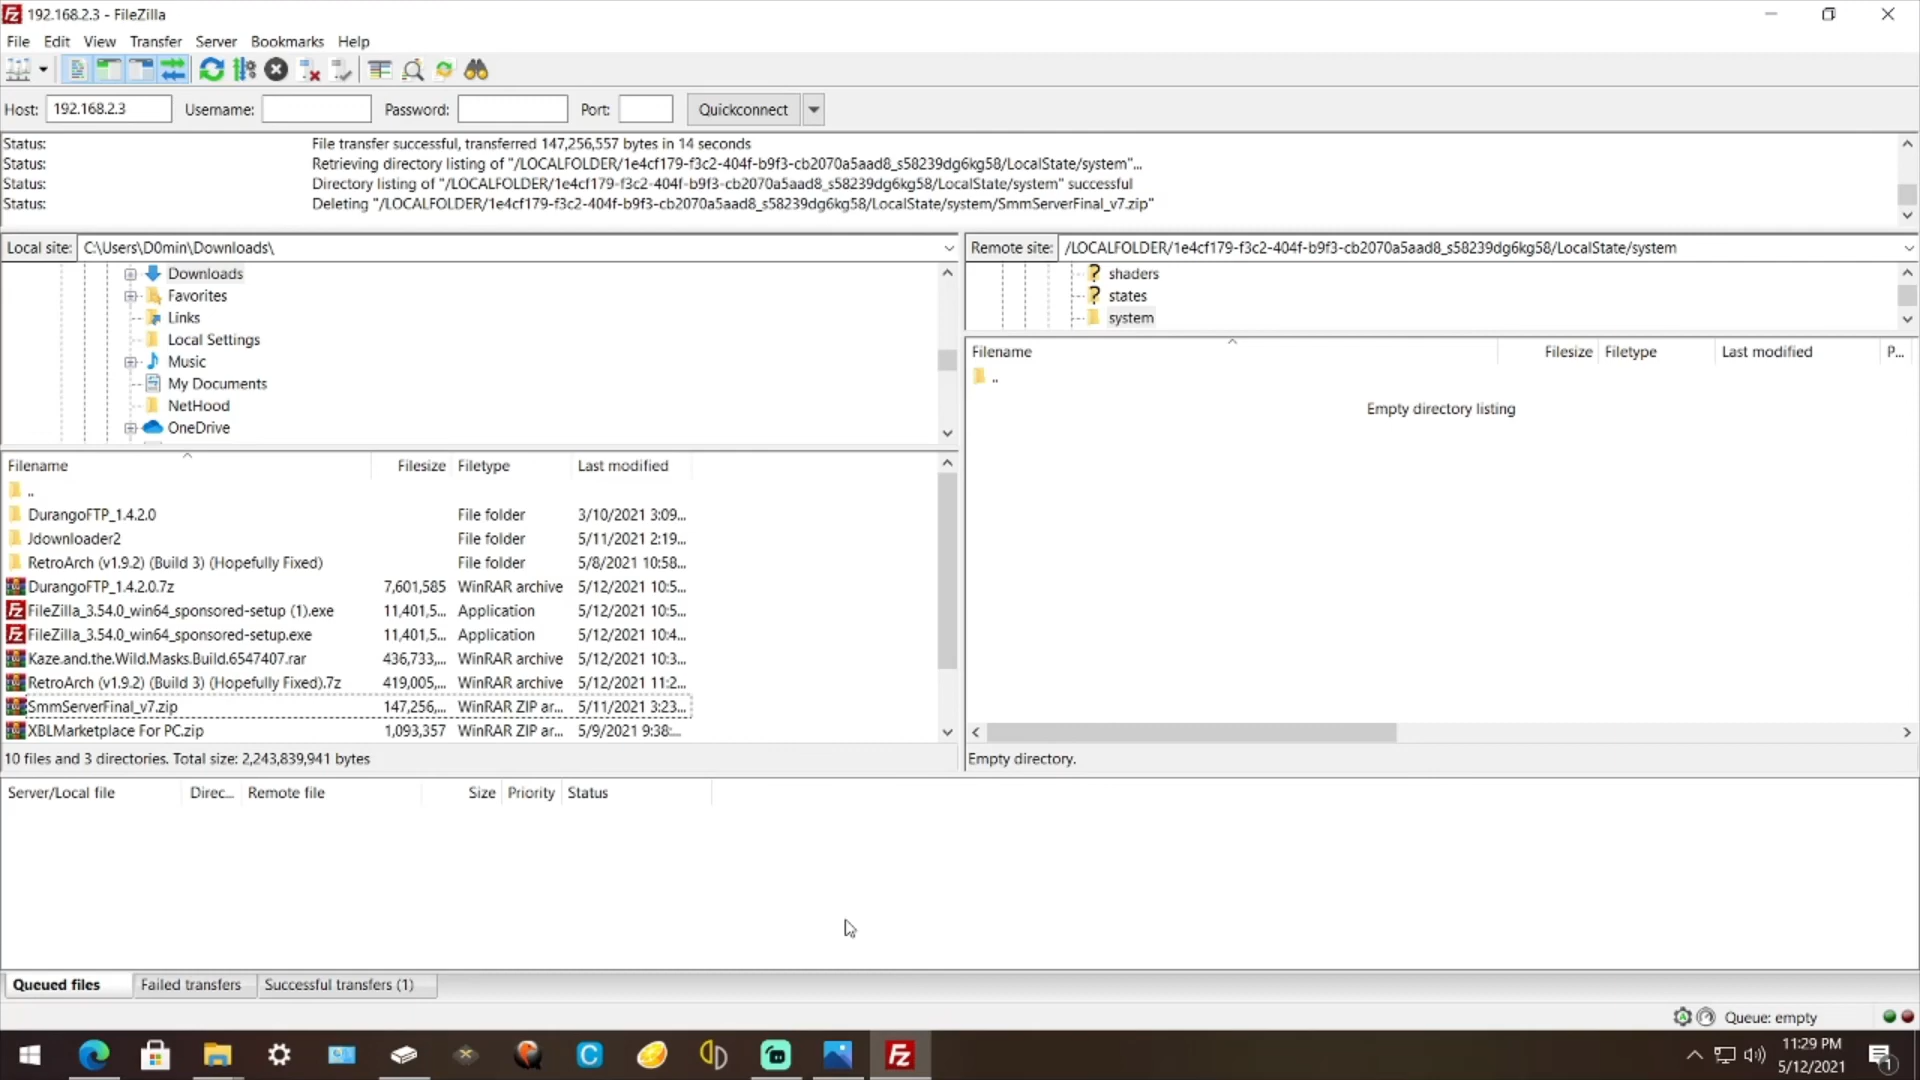 192.168.2.3 - FileZilla
File Edit View Transfer Server Bookmarks Help
Host: 192.168.2.3 Username: Password: Port: Quickconnect
Status: File transfer successful, transferred 147,256,557 bytes in 14 seconds
Status: Retrieving directory listing of "/LOCALFOLDER/1e4cf179-f3c2-404f-b9f3-cb2070a5aad8_s58239dg6kg58/LocalState/system"...
Status: Directory listing of "/LOCALFOLDER/1e4cf179-f3c2-404f-b9f3-cb2070a5aad8_s58239dg6kg58/LocalState/system" successful
Status: Deleting "/LOCALFOLDER/1e4cf179-f3c2-404f-b9f3-cb2070a5aad8_s58239dg6kg58/LocalState/system/SmmServerFinal_v7.zip"
Local site: C:\Users\D0min\Downloads\
Downloads
Favorites
Links
Local Settings
Music
My Documents
NetHood
OneDrive
Filename Filesize Filetype Last modified
..
DurangoFTP_1.4.2.0 File folder 3/10/2021 3:09...
Jdownloader2 File folder 5/11/2021 2:19...
RetroArch (v1.9.2) (Build 3) (Hopefully Fixed) File folder 5/8/2021 10:58...
DurangoFTP_1.4.2.0.7z 7,601,585 WinRAR archive 5/12/2021 10:5...
FileZilla_3.54.0_win64_sponsored-setup (1).exe 11,401,5... Application 5/12/2021 10:5...
FileZilla_3.54.0_win64_sponsored-setup.exe 11,401,5... Application 5/12/2021 10:4...
Kaze.and.the.Wild.Masks.Build.6547407.rar 436,733,... WinRAR archive 5/12/2021 10:3...
RetroArch (v1.9.2) (Build 3) (Hopefully Fixed).7z 419,005,... WinRAR archive 5/12/2021 11:2...
SmmServerFinal_v7.zip 147,256,... WinRAR ZIP ar... 5/11/2021 3:23...
XBLMarketplace For PC.zip 1,093,357 WinRAR ZIP ar... 5/9/2021 9:38:...
10 files and 3 directories. Total size: 2,243,839,941 bytes
Remote site: /LOCALFOLDER/1e4cf179-f3c2-404f-b9f3-cb2070a5aad8_s58239dg6kg58/LocalState/system
? shaders
? states
system
Filename Filesize Filetype Last modified P...
..
Empty directory listing
Empty directory.
Server/Local file Direc... Remote file Size Priority Status
Queued files Failed transfers Successful transfers (1)
Queue: empty
11:29 PM
5/12/2021
1